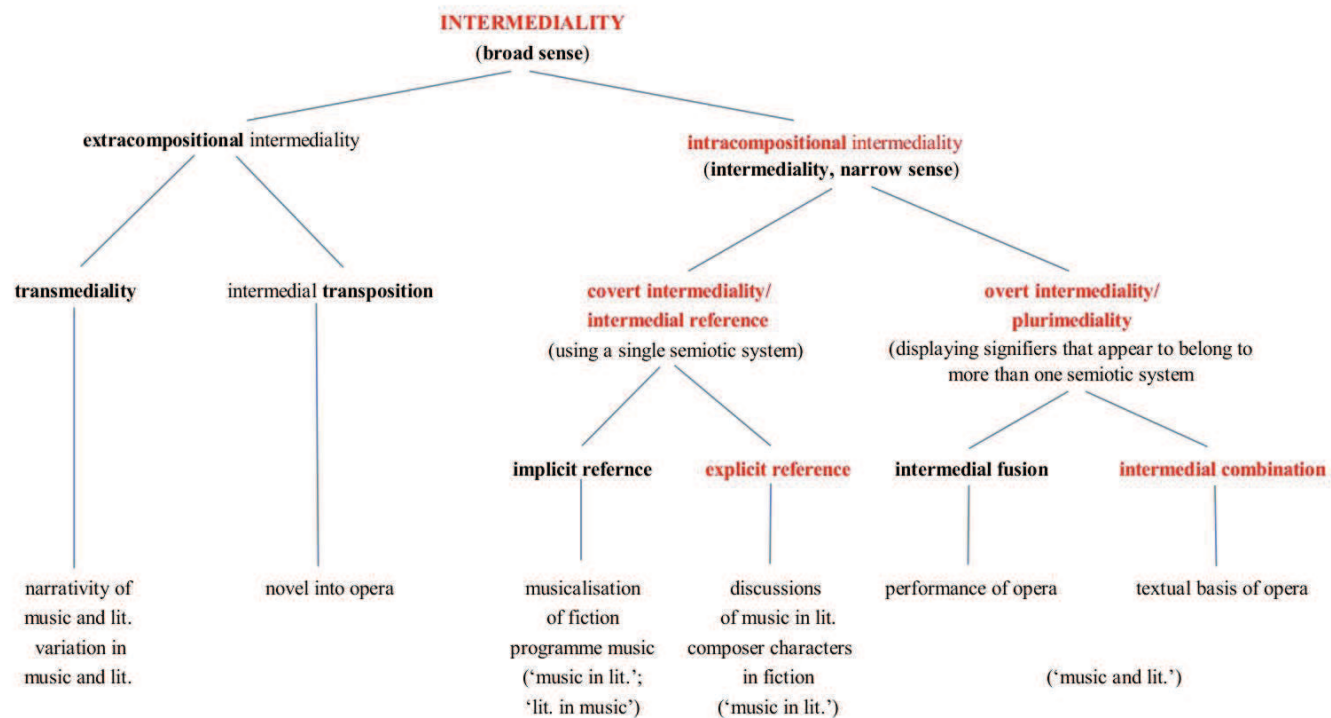 INTERMEDIALITY
(broad sense)
extracompositional intermediality
intracompositional intermediality
(intermediality, narrow sense)
transmediality
intermedial transposition
covert intermediality/
intermedial reference
(using a single semiotic system)
overt intermediality/
plurimediality
(displaying signifiers that appear to belong to
more than one semiotic system
implicit refernce
explicit reference
intermedial fusion
intermedial combination
narrativity of
music and lit.
variation in
music and lit.
novel into opera
musicalisation
of fiction
programme music
(‘music in lit.’;
‘lit. in music’)
discussions
of music in lit.
composer characters
in fiction
(‘music in lit.’)
performance of opera
textual basis of opera
(‘music and lit.’)